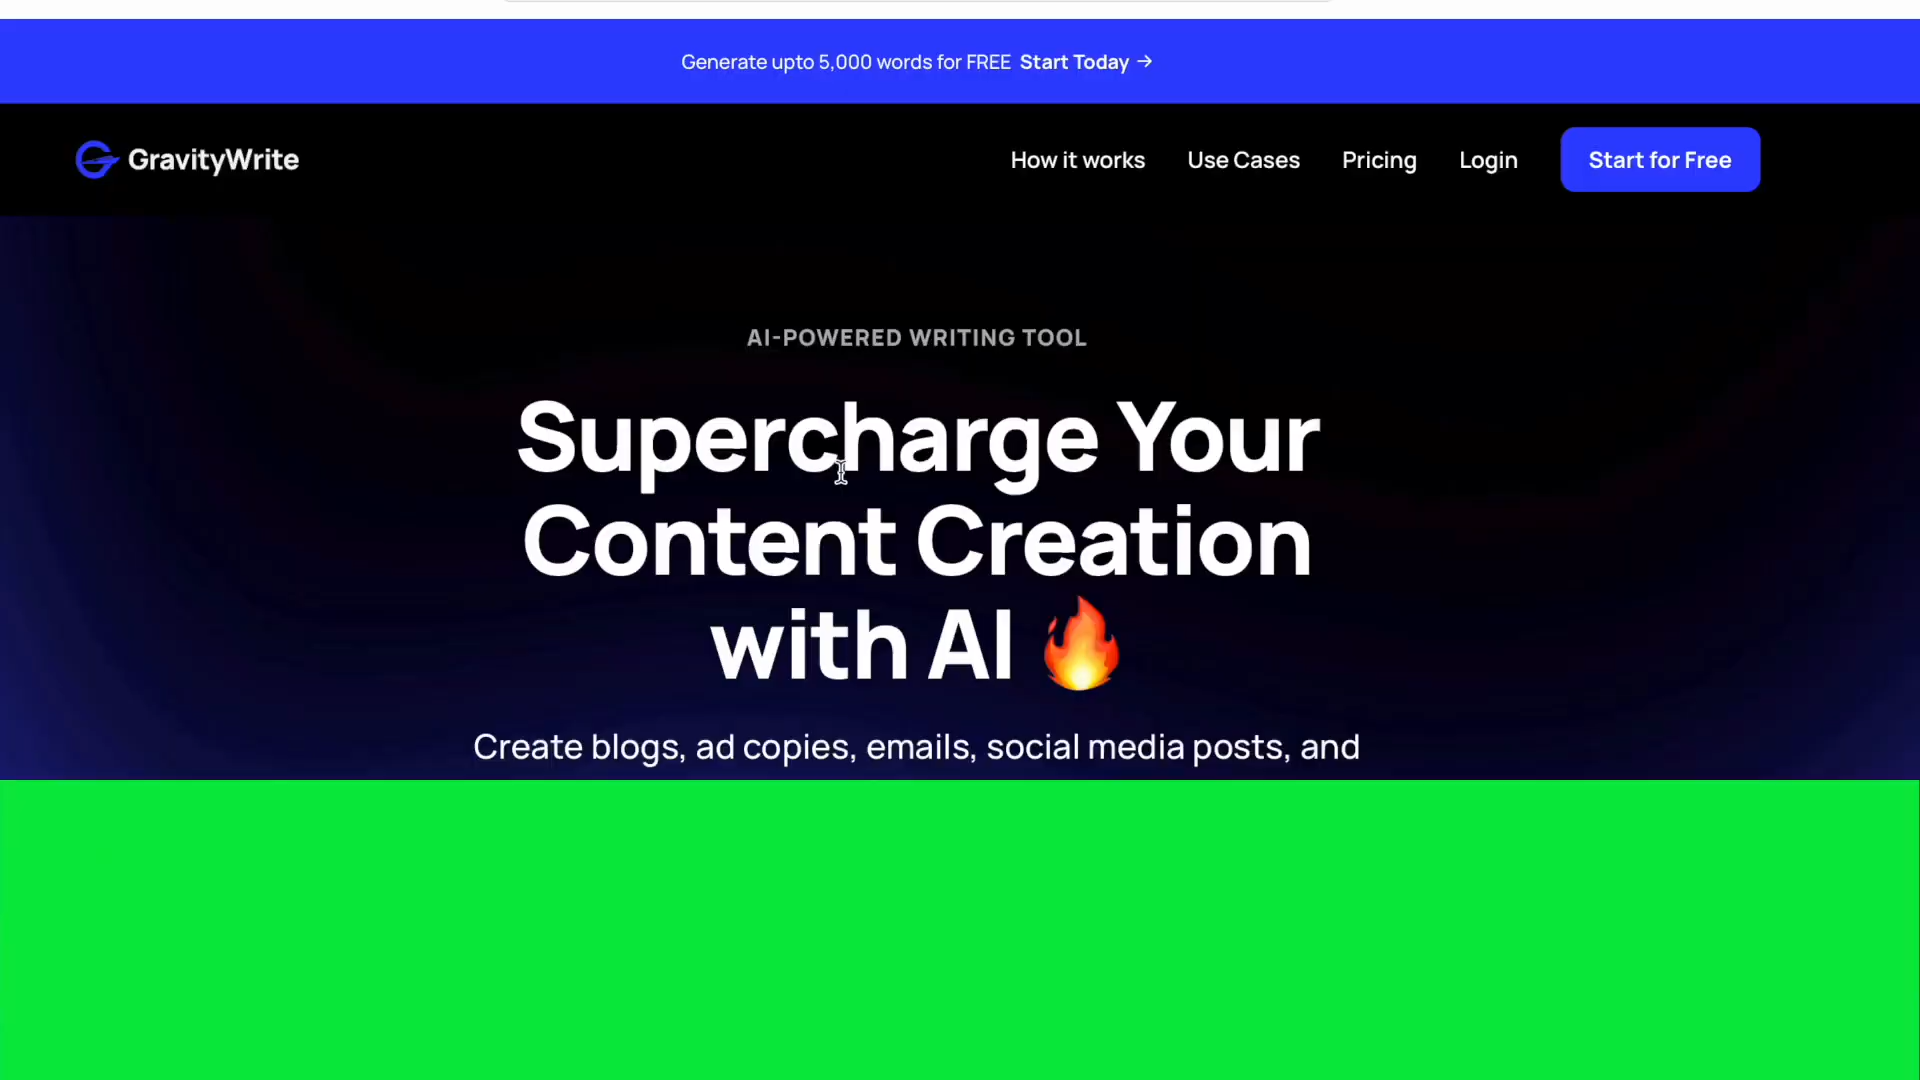 Generate upto 5,000 words for FREE Start Today →
GravityWrite
How it works Use Cases Pricing Login Start for Free
AI-POWERED WRITING TOOL
Supercharge Your
Content Creation
with AI 🔥
Create blogs, ad copies, emails, social media posts, and